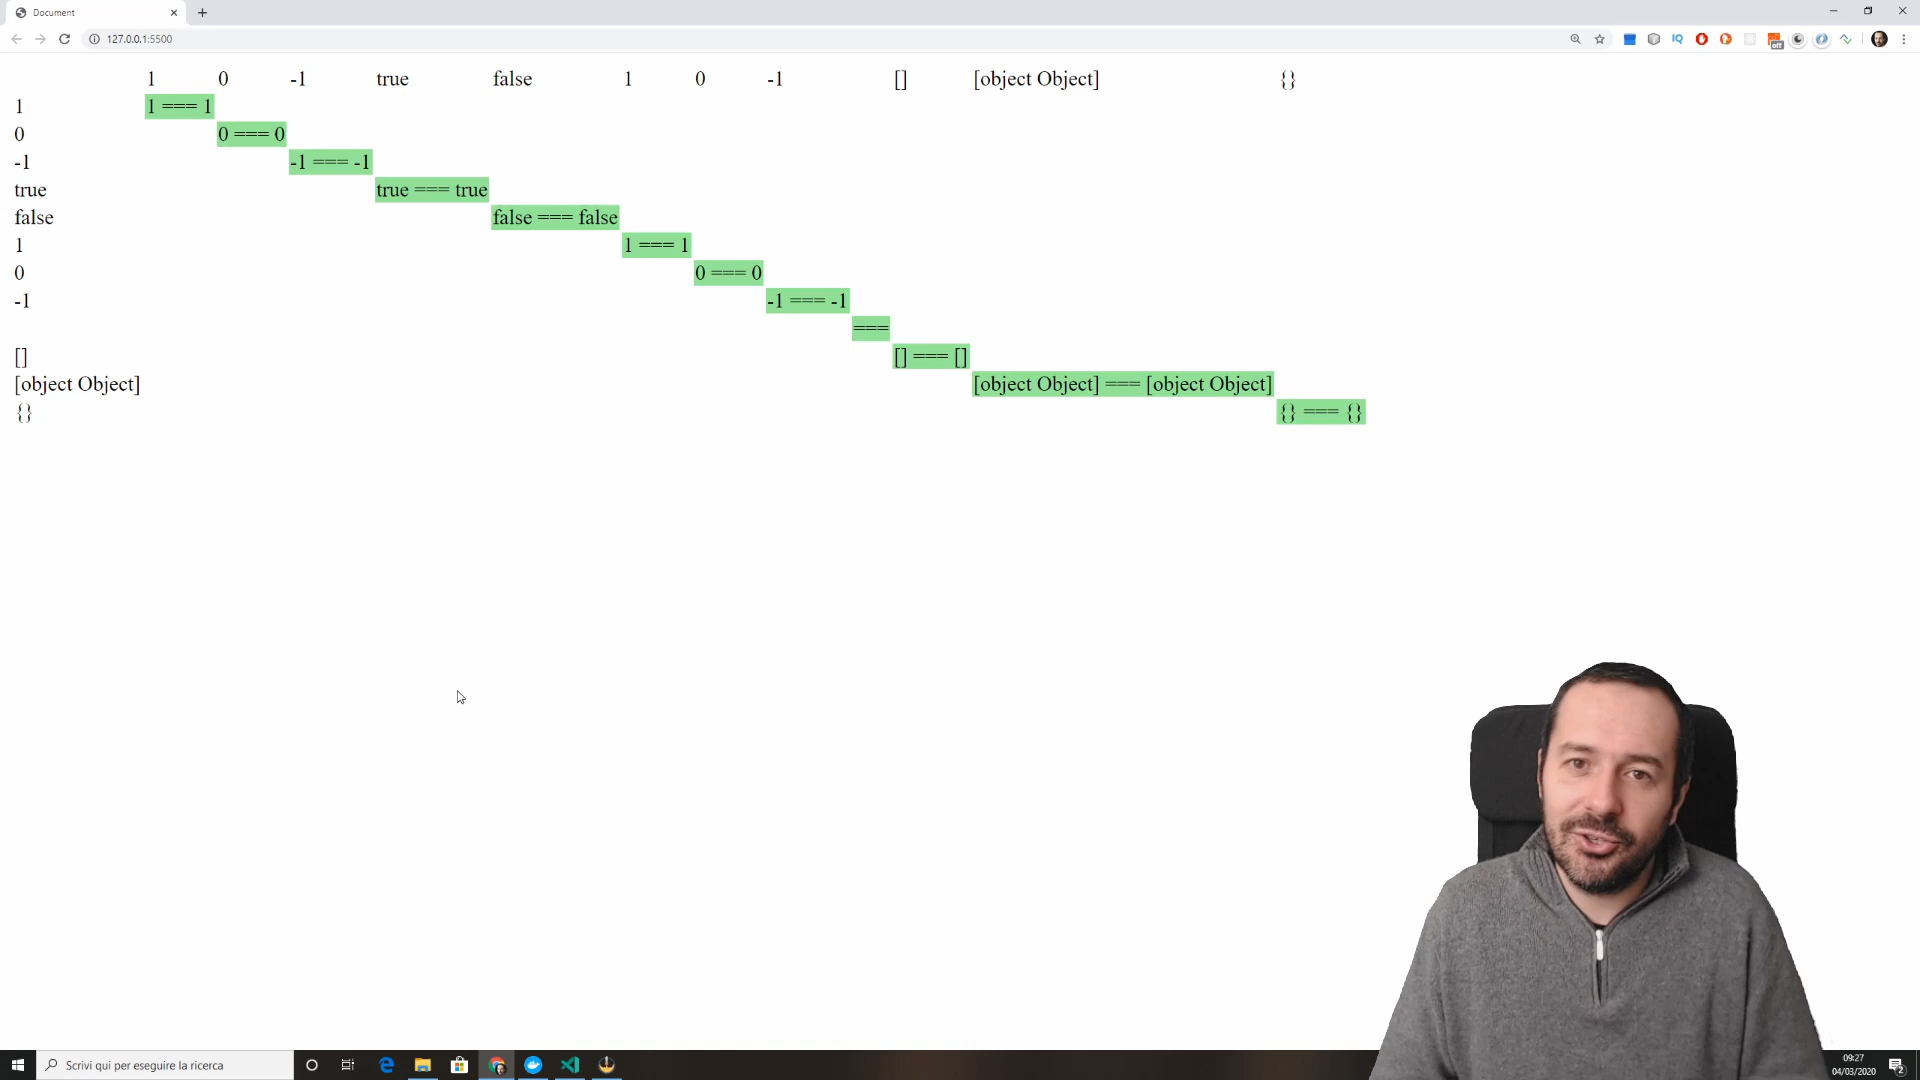 Document
127.0.0.1:5500
IQ
off
1 0 -1 true false 1 0 -1 [] [object Object] {}
1 1 === 1
0 0 === 0
-1 -1 === -1
true true === true
false false === false
1 1 === 1
0 0 === 0
-1 -1 === -1
===
[] [] === []
[object Object] [object Object] === [object Object]
{} {} === {}
Scrivi qui per eseguire la ricerca
09:27
04/03/2020
2